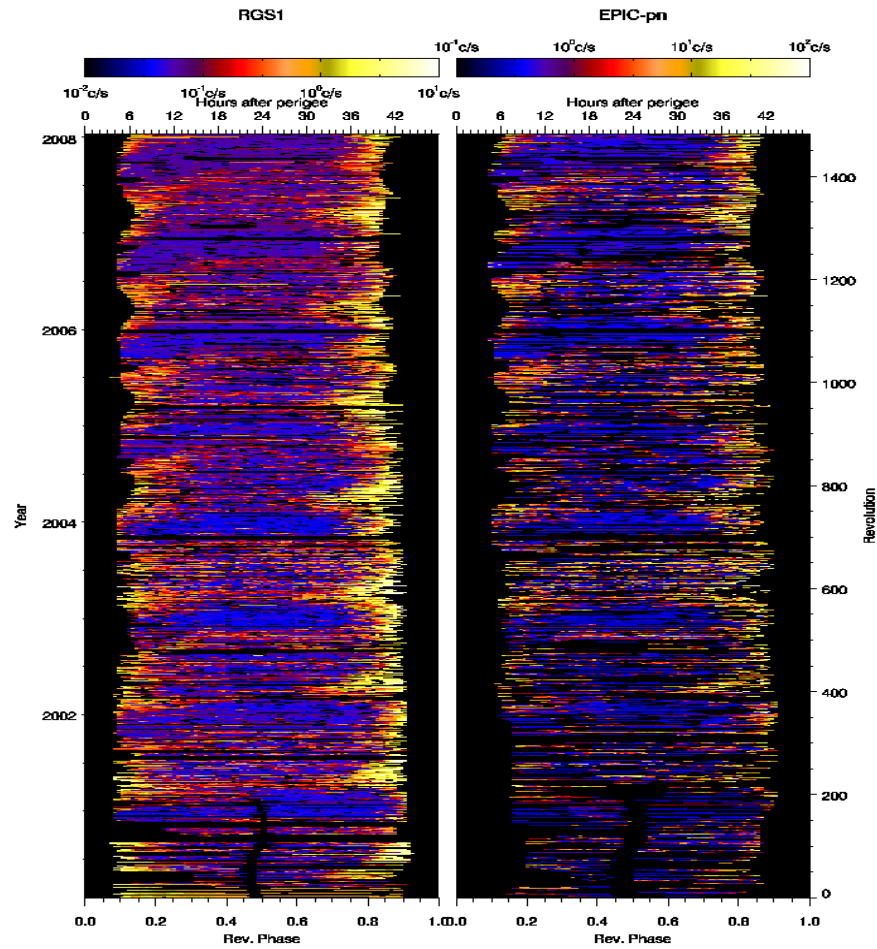 RGS1 EPIC-pn
10⁻¹c/s 10⁰c/s 10¹c/s 10²c/s
10⁻²c/s 10⁻¹c/s 10⁰c/s 10¹c/s
Hours after perigee Hours after perigee
0 6 12 18 24 30 36 42 0 6 12 18 24 30 36 42
2008
1400
1200
2006
1000
800
2004
600
400
2002
200
0
Year
Revolution
0.0 0.2 0.4 0.6 0.8 1.0 0.0 0.2 0.4 0.6 0.8 1.0
Rev. Phase Rev. Phase